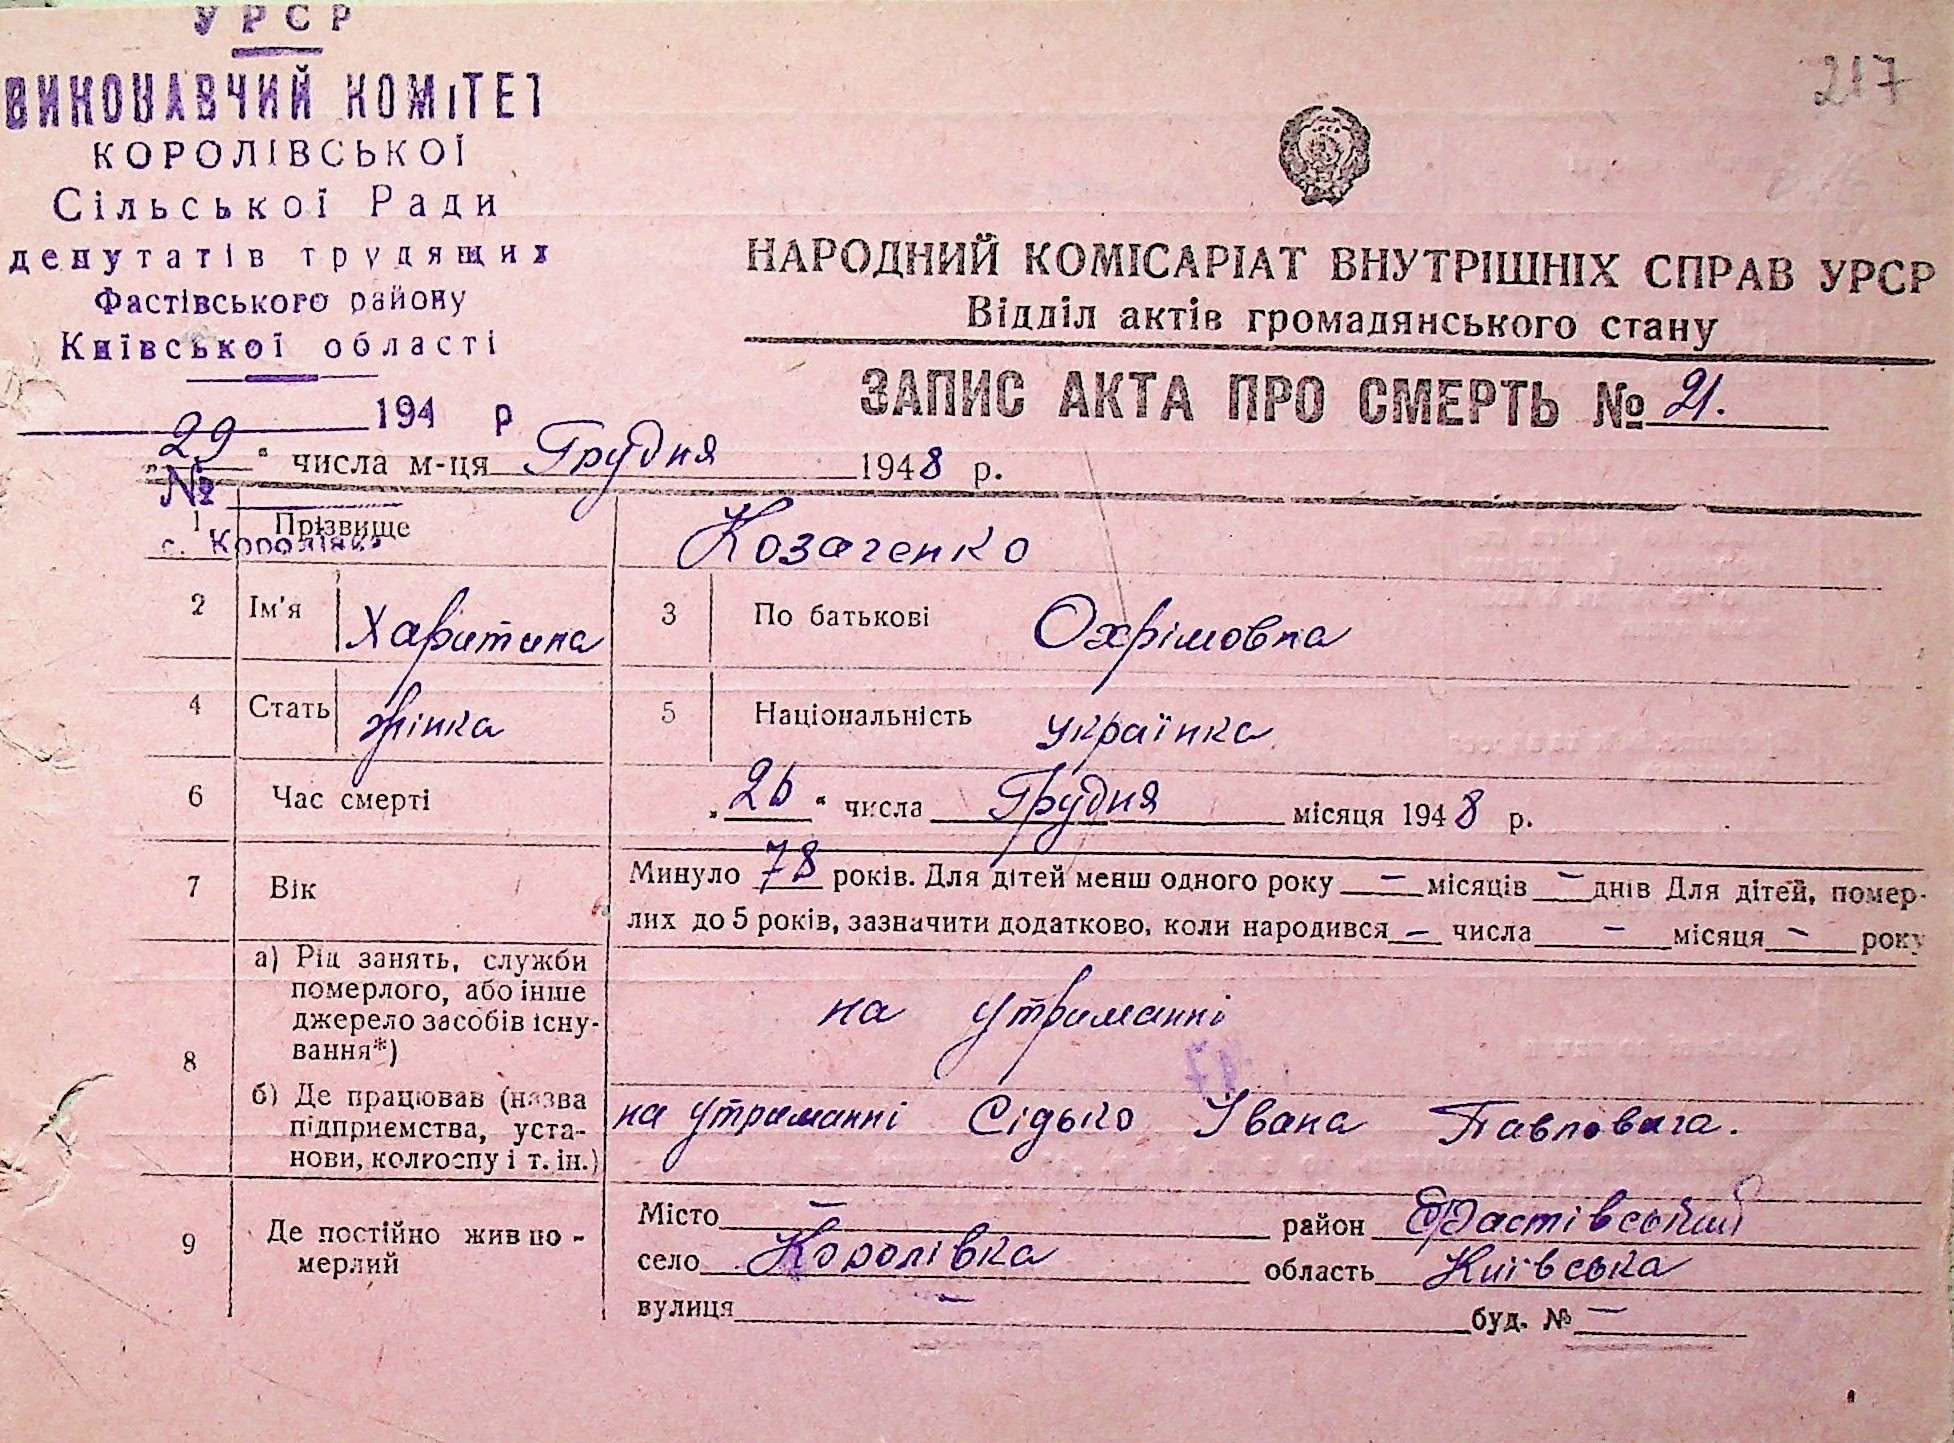 УРСР
ВИКОНАВЧИЙ КОМІТЕТ
КОРОЛІВСЬКОЇ
Сільської Ради
депутатів трудящих
Фастівського району
Київської області
194 р
№
с. Королівка
217
НАРОДНИЙ КОМІСАРІАТ ВНУТРІШНІХ СПРАВ УРСР
Відділ актів громадянського стану
ЗАПИС АКТА ПРО СМЕРТЬ № 21.
„29" числа м-ця Грудня 1948 р.
1 Прізвище Козаченко
2 Ім'я Харитина 3 По батькові Охрімовна
4 Стать жінка 5 Національність українка
6 Час смерті „26" числа Грудня місяця 1948 р.
7 Вік Минуло 78 років. Для дітей менш одного року — місяців — днів Для дітей, помер-
лих до 5 років, зазначити додатково, коли народився — числа — місяця — року
8 а) Рід занять, служби
померлого, або інше
джерело засобів існу-
вання*)
на утриманні
б) Де працював (назва
підприємства, уста-
нови, колгоспу і т. ін.)
на утриманні Сідько Івана Павловича.
9 Де постійно жив по-
мерлий
Місто — район Фастівський
село Королівка область Київська
вулиця — буд. № —